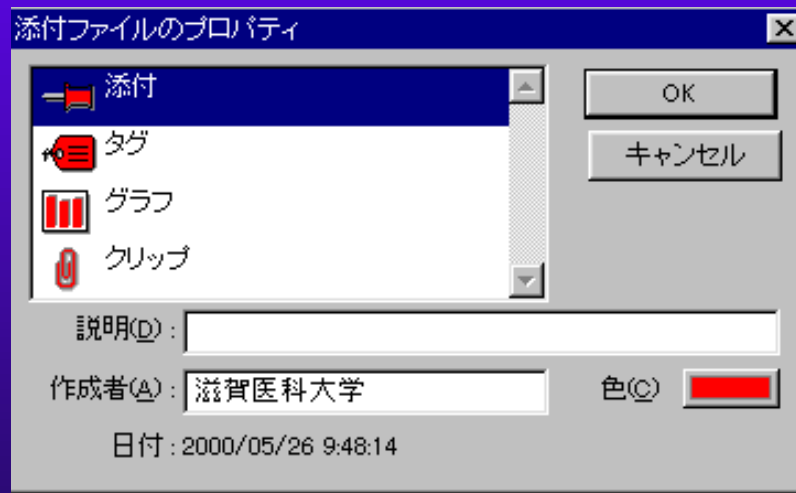 添付ファイルのプロパティ
添付
OK
タグ
キャンセル
グラフ
クリップ
説明(D) :
作成者(A) : 滋賀医科大学
色(C)
日付 : 2000/05/26 9:48:14